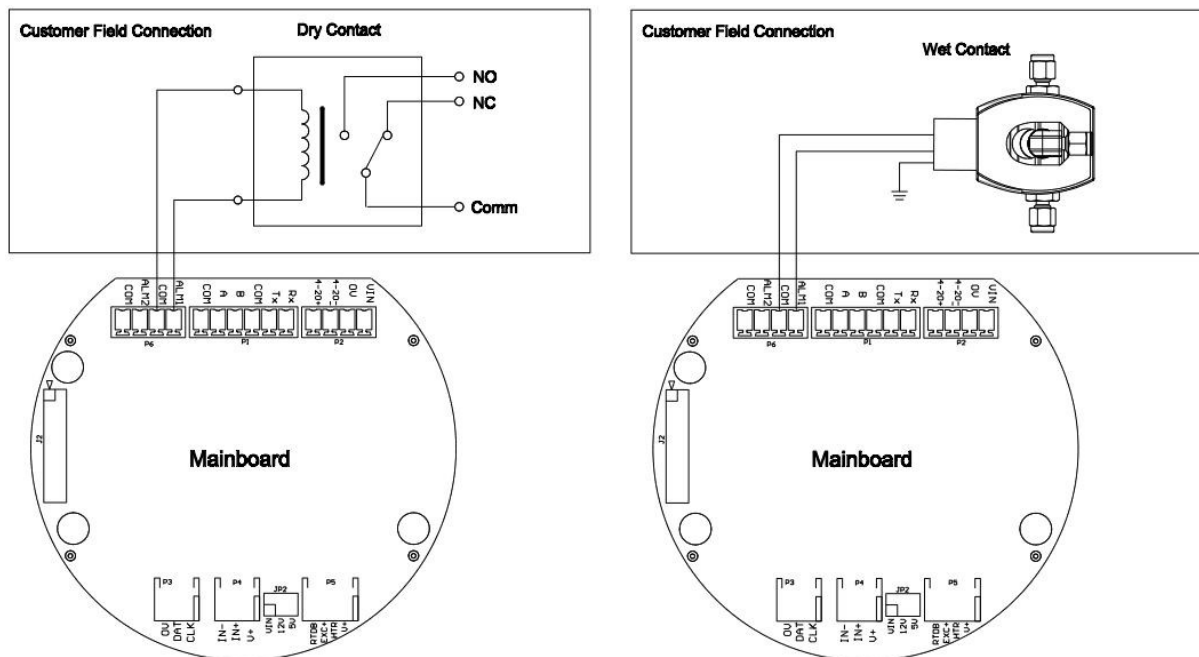 Customer Field Connection
Dry Contact
NO
NC
Comm
COM
ALM2
COM
ALM1
COM
A
B
COM
Tx
Rx
4-20+
4-20-
0V
VIN
P6
P1
P2
J2
Mainboard
P3
P4
JP2
P5
0V
DAT
CLK
IN-
IN+
V+
VIN
12V
5V
RTDB
EXC+
HTR
V+
Customer Field Connection
Wet Contact
COM
ALM2
COM
ALM1
COM
A
B
COM
Tx
Rx
4-20+
4-20-
0V
VIN
P6
P1
P2
J2
Mainboard
P3
P4
JP2
P5
0V
DAT
CLK
IN-
IN+
V+
VIN
12V
5V
RTDB
EXC+
HTR
V+